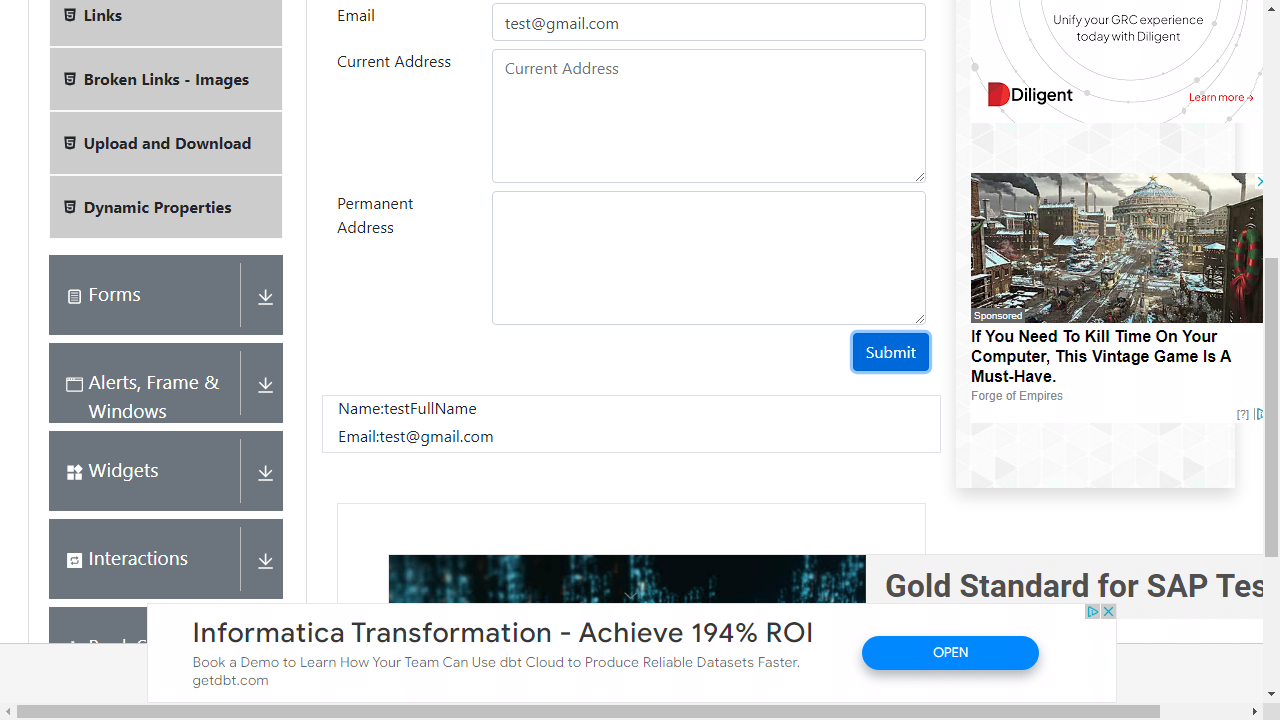 Links
Broken Links - Images
Upload and Download
Dynamic Properties
Forms
Alerts, Frame &
Windows
Widgets
Interactions
Email
test@gmail.com
Current Address
Current Address
Permanent
Address
Submit
Name:testFullName
Email:test@gmail.com
Unify your GRC experience
today with Diligent
Diligent
Learn more →
Sponsored
If You Need To Kill Time On Your
Computer, This Vintage Game Is A
Must-Have.
Forge of Empires
[?]
Gold Standard for SAP Tes
Informatica Transformation - Achieve 194% ROI
Book a Demo to Learn How Your Team Can Use dbt Cloud to Produce Reliable Datasets Faster.
getdbt.com
OPEN